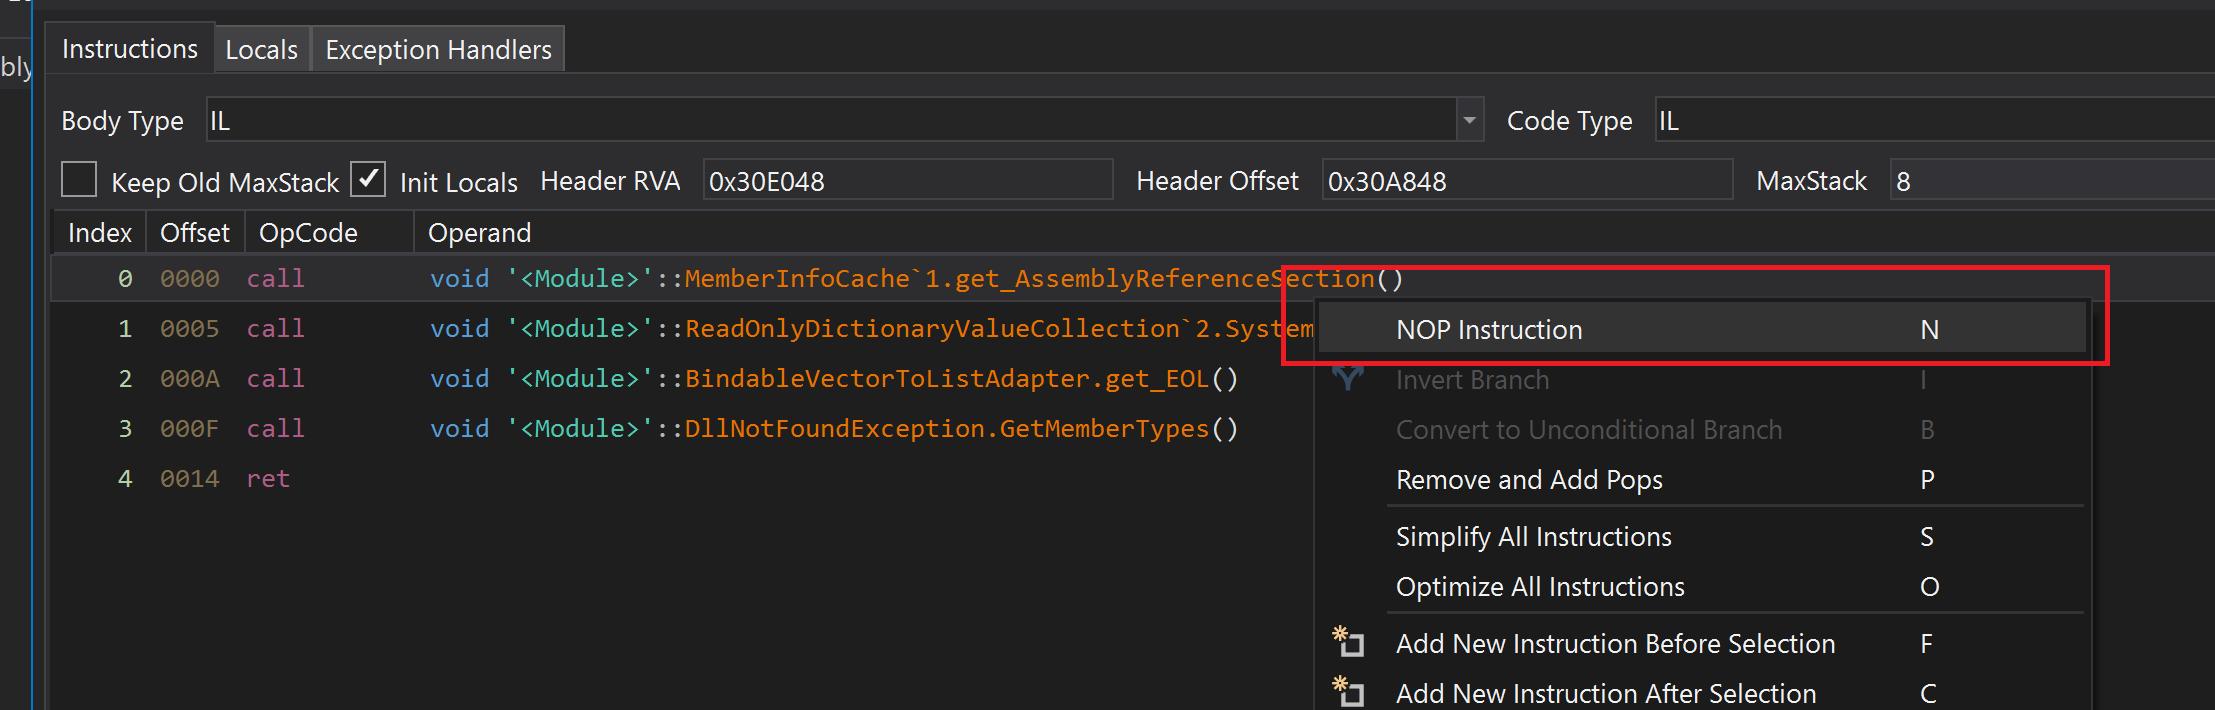 bly
Instructions Locals Exception Handlers
Body Type IL Code Type IL
Keep Old MaxStack Init Locals Header RVA 0x30E048 Header Offset 0x30A848 MaxStack 8
Index Offset OpCode Operand
0 0000 call void '<Module>'::MemberInfoCache`1.get_AssemblyReferenceSection()
1 0005 call void '<Module>'::ReadOnlyDictionaryValueCollection`2.System
2 000A call void '<Module>'::BindableVectorToListAdapter.get_EOL()
3 000F call void '<Module>'::DllNotFoundException.GetMemberTypes()
4 0014 ret
NOP Instruction N
Invert Branch I
Convert to Unconditional Branch B
Remove and Add Pops P
Simplify All Instructions S
Optimize All Instructions O
Add New Instruction Before Selection F
Add New Instruction After Selection C